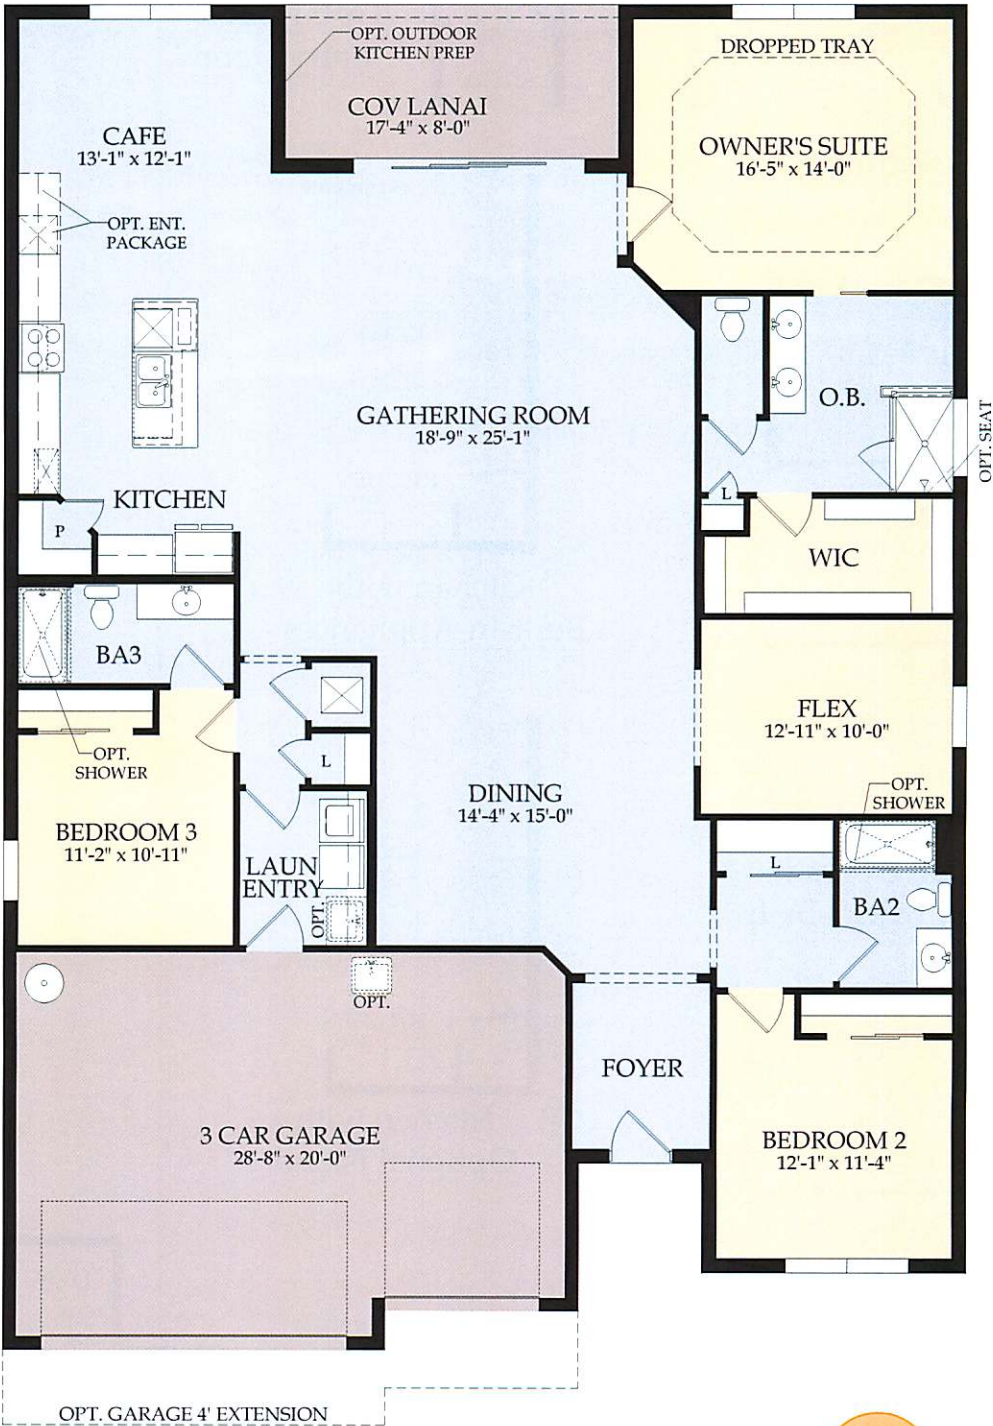 OPT. OUTDOOR
KITCHEN PREP
COV LANAI
17'-4" x 8'-0"
DROPPED TRAY
OWNER'S SUITE
16'-5" x 14'-0"
CAFE
13'-1" x 12'-1"
OPT. ENT.
PACKAGE
GATHERING ROOM
18'-9" x 25'-1"
O.B.
OPT. SEAT
KITCHEN
P
L
WIC
BA3
FLEX
12'-11" x 10'-0"
OPT.
SHOWER
L
OPT.
SHOWER
DINING
14'-4" x 15'-0"
BEDROOM 3
11'-2" x 10'-11"
LAUN
ENTRY
OPT.
L
BA2
OPT.
FOYER
3 CAR GARAGE
28'-8" x 20'-0"
BEDROOM 2
12'-1" x 11'-4"
OPT. GARAGE 4' EXTENSION